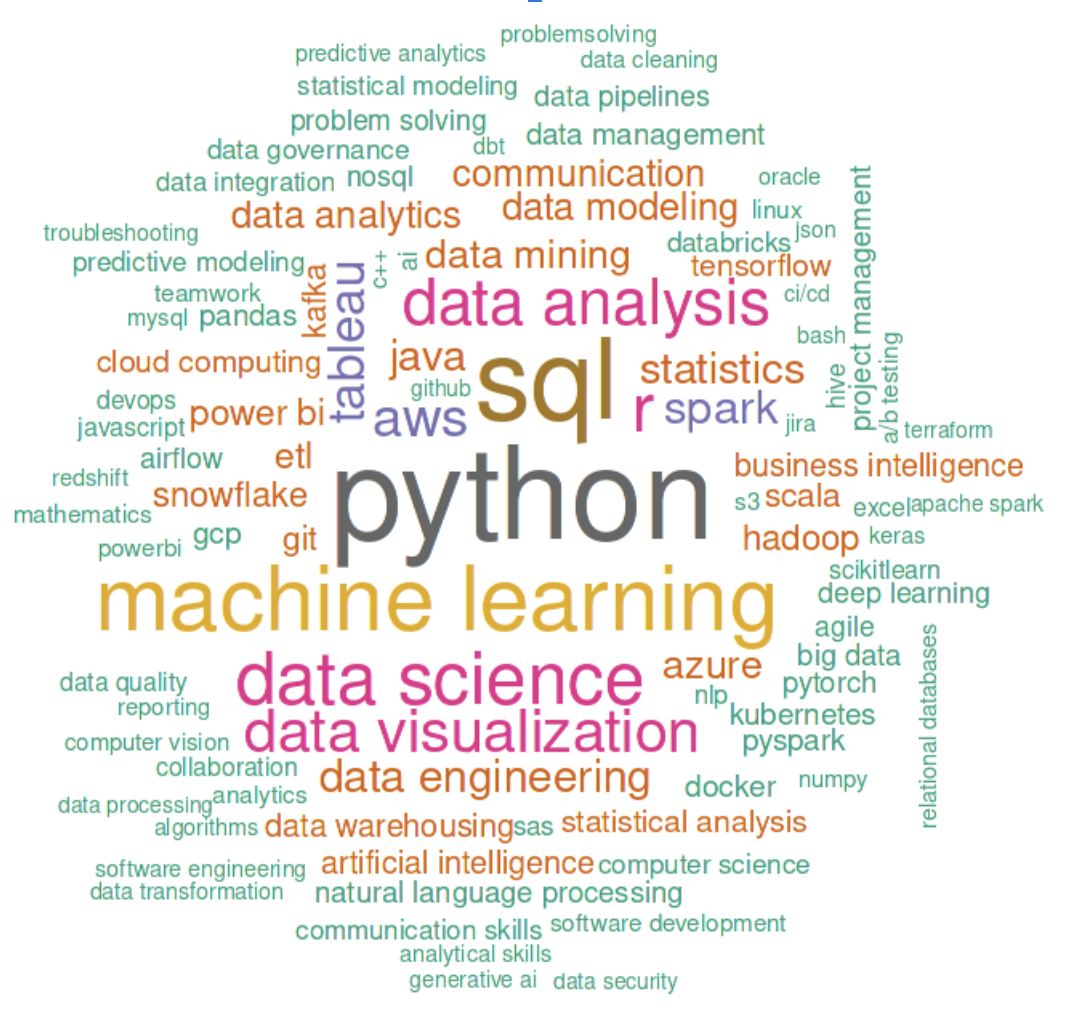 problemsolving
predictive analytics
data cleaning
statistical modeling
data pipelines
problem solving
data management
data governance
dbt
data integration
nosql
communication
oracle
project management
data analytics
data modeling
linux
troubleshooting
json
databricks
predictive modeling
kafka
tableau
c++
ai
data mining
tensorflow
teamwork
data analysis
ci/cd
mysql
pandas
bash
cloud computing
java
sql
statistics
hive
a/b testing
github
devops
power bi
aws
r
spark
javascript
jira
terraform
airflow
etl
python
business intelligence
redshift
snowflake
s3
scala
excel
apache spark
mathematics
powerbi
gcp
git
hadoop
keras
scikitlearn
machine learning
deep learning
agile
relational databases
data science
azure
big data
data quality
nlp
pytorch
reporting
data visualization
kubernetes
computer vision
pyspark
collaboration
data engineering
docker
numpy
data processing
analytics
algorithms
data warehousing
sas
statistical analysis
software engineering
artificial intelligence
computer science
data transformation
natural language processing
communication skills
software development
analytical skills
generative ai
data security